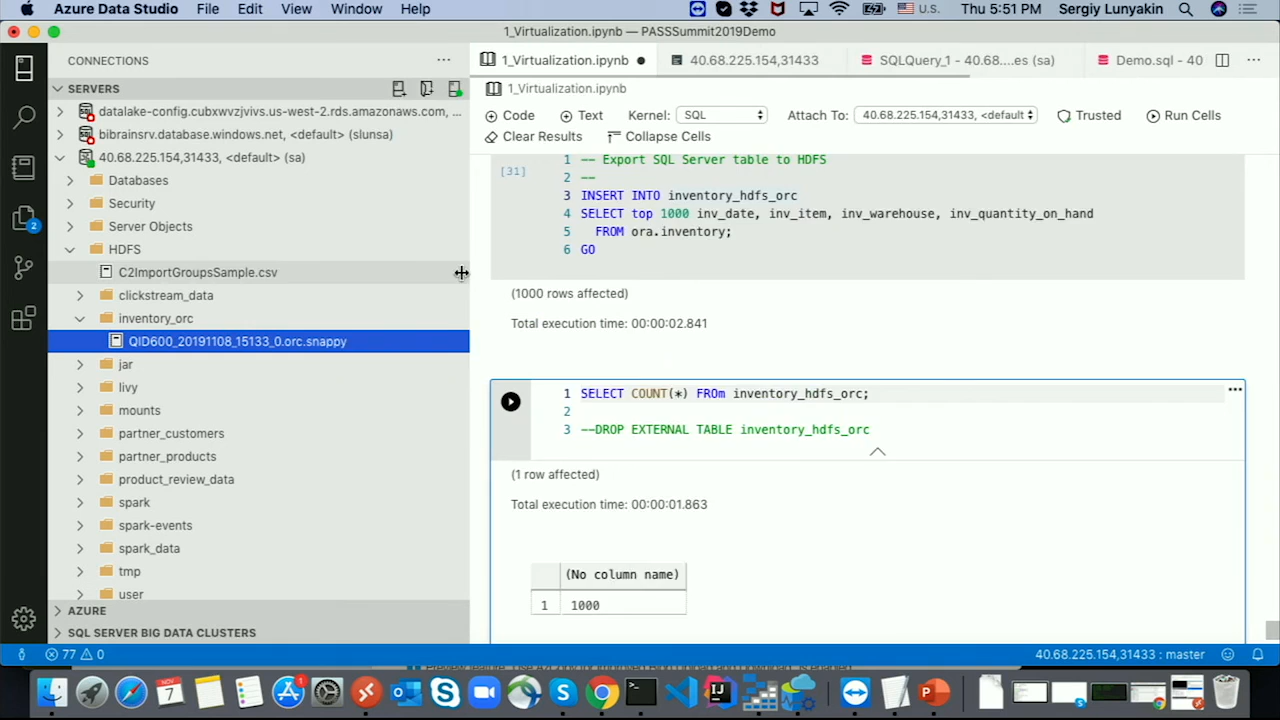 Azure Data Studio File Edit View Window Help U.S. Thu 5:51 PM Sergiy Lunyakin
1_Virtualization.ipynb — PASSSummit2019Demo
CONNECTIONS
SERVERS
datalake-config.cubxwvzjvivs.us-west-2.rds.amazonaws.com, ...
bibrainsrv.database.windows.net, <default> (slunsa)
40.68.225.154,31433, <default> (sa)
Databases
Security
Server Objects
HDFS
C2ImportGroupsSample.csv
clickstream_data
inventory_orc
QID600_20191108_15133_0.orc.snappy
jar
livy
mounts
partner_customers
partner_products
product_review_data
spark
spark-events
spark_data
tmp
user
AZURE
SQL SERVER BIG DATA CLUSTERS
2
1_Virtualization.ipynb ● 40.68.225.154,31433 SQLQuery_1 - 40.68....es (sa) Demo.sql - 40
1_Virtualization.ipynb
Code Text Kernel: SQL Attach To: 40.68.225.154,31433, <default Trusted Run Cells
Clear Results Collapse Cells
[31]
1 -- Export SQL Server table to HDFS
2 --
3 INSERT INTO inventory_hdfs_orc
4 SELECT top 1000 inv_date, inv_item, inv_warehouse, inv_quantity_on_hand
5 FROM ora.inventory;
6 GO
(1000 rows affected)
Total execution time: 00:00:02.841
1 SELECT COUNT(*) FROm inventory_hdfs_orc;
2
3 --DROP EXTERNAL TABLE inventory_hdfs_orc
(1 row affected)
Total execution time: 00:00:01.863
(No column name)
1 1000
77 0 40.68.225.154,31433 : master
NOV
7
1